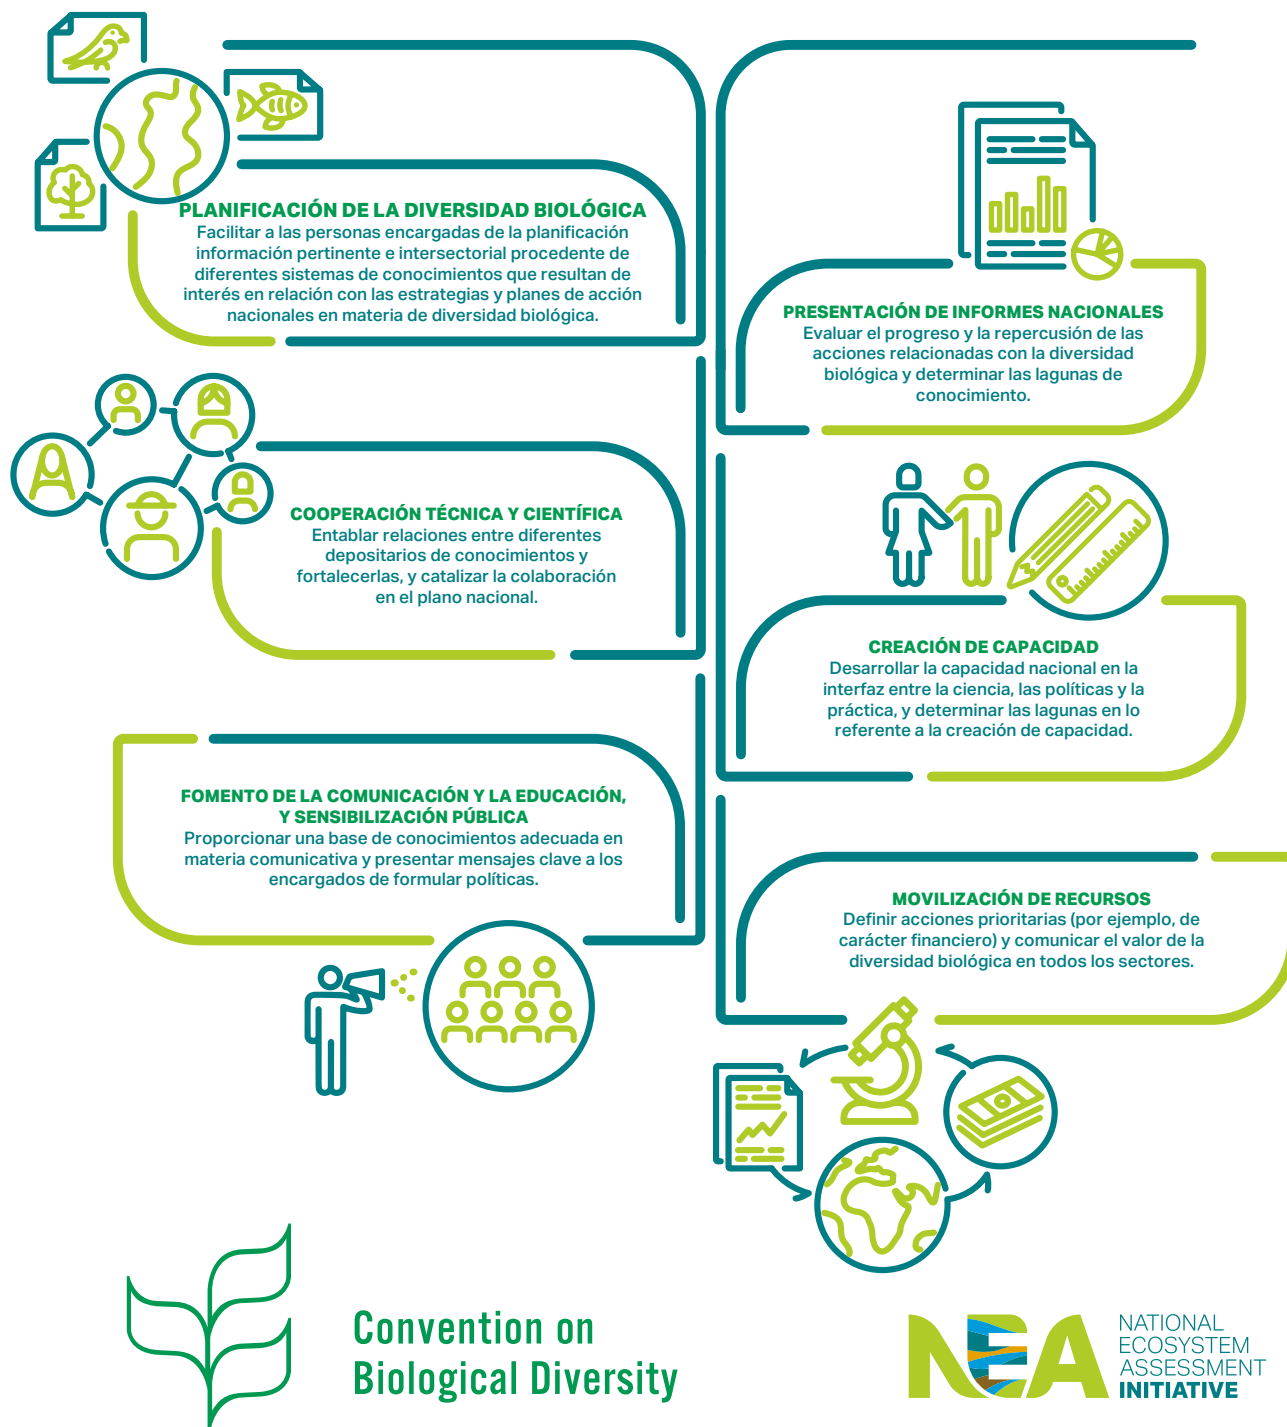 PLANIFICACIÓN DE LA DIVERSIDAD BIOLÓGICA
Facilitar a las personas encargadas de la planificación
información pertinente e intersectorial procedente de
diferentes sistemas de conocimientos que resultan de
interés en relación con las estrategias y planes de acción
nacionales en materia de diversidad biológica.
PRESENTACIÓN DE INFORMES NACIONALES
Evaluar el progreso y la repercusión de las
acciones relacionadas con la diversidad
biológica y determinar las lagunas de
conocimiento.
COOPERACIÓN TÉCNICA Y CIENTÍFICA
Entablar relaciones entre diferentes
depositarios de conocimientos y
fortalecerlas, y catalizar la colaboración
en el plano nacional.
CREACIÓN DE CAPACIDAD
Desarrollar la capacidad nacional en la
interfaz entre la ciencia, las políticas y la
práctica, y determinar las lagunas en lo
referente a la creación de capacidad.
FOMENTO DE LA COMUNICACIÓN Y LA EDUCACIÓN,
Y SENSIBILIZACIÓN PÚBLICA
Proporcionar una base de conocimientos adecuada en
materia comunicativa y presentar mensajes clave a los
encargados de formular políticas.
MOVILIZACIÓN DE RECURSOS
Definir acciones prioritarias (por ejemplo, de
carácter financiero) y comunicar el valor de la
diversidad biológica en todos los sectores.
Convention on
Biological Diversity
NEA
NATIONAL
ECOSYSTEM
ASSESSMENT
INITIATIVE